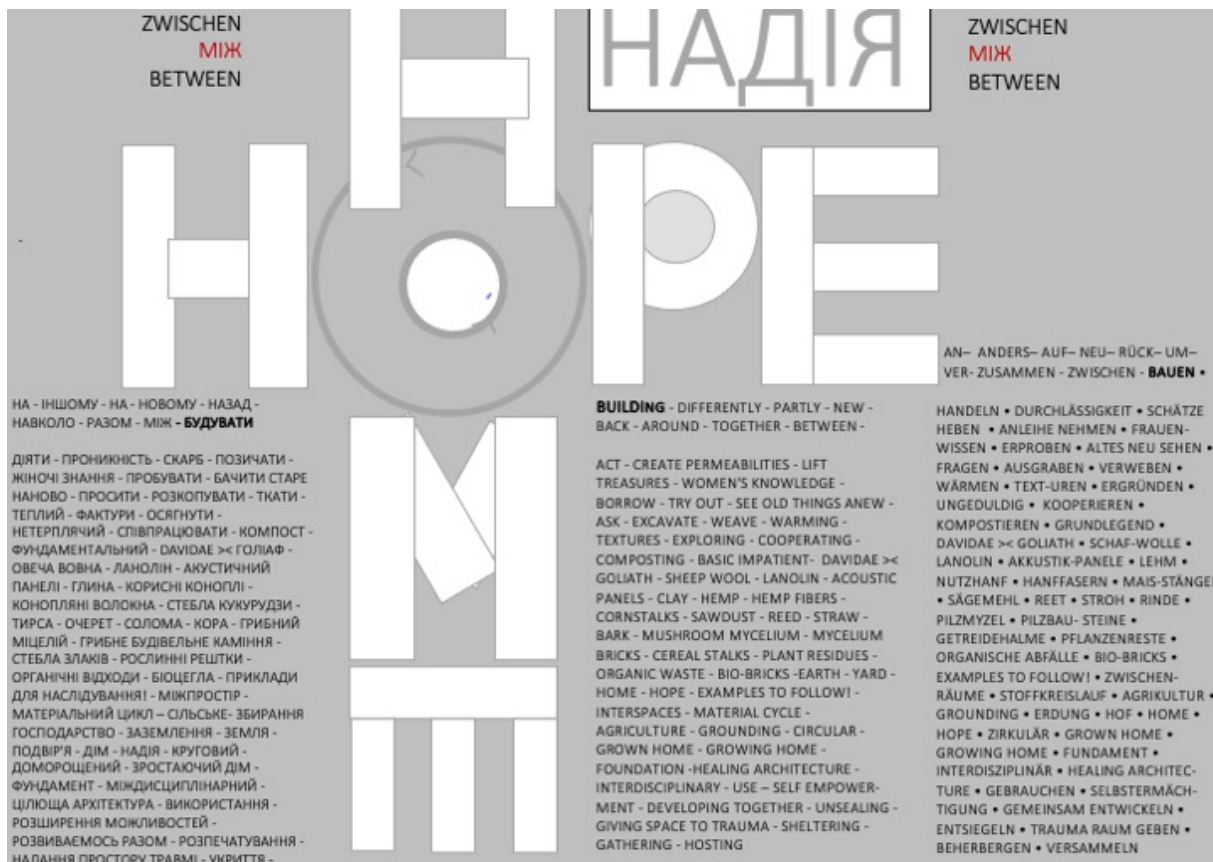 ZWISCHEN
МІЖ
BETWEEN
НАДІЯ
ZWISCHEN
МІЖ
BETWEEN
HOPE
HOME
НА - ІНШОМУ - НА - НОВОМУ - НАЗАД -
НАВКОЛО - РАЗОМ - МІЖ - БУДУВАТИ
ДІЯТИ - ПРОНИКНІСТЬ - СКАРБ - ПОЗИЧАТИ -
ЖІНОЧІ ЗНАННЯ - ПРОБУВАТИ - БАЧИТИ СТАРЕ
НАНОВО - ПРОСИТИ - РОЗКОПУВАТИ - ТКАТИ -
ТЕПЛИЙ - ФАКТУРИ - ОСЯГНУТИ -
НЕТЕРПЛЯЧИЙ - СПІВПРАЦЮВАТИ - КОМПОСТ -
ФУНДАМЕНТАЛЬНИЙ - DAVIDAE >< ГОЛІАФ -
ОВЕЧА ВОВНА - ЛАНОЛІН - АКУСТИЧНИЙ
ПАНЕЛІ - ГЛИНА - КОРИСНІ КОНОПЛІ -
КОНОПЛЯНІ ВОЛОКНА - СТЕБЛА КУКУРУДЗИ -
ТИРСА - ОЧЕРЕТ - СОЛОМА - КОРА - ГРИБНИЙ
МІЦЕЛІЙ - ГРИБНЕ БУДІВЕЛЬНЕ КАМІННЯ -
СТЕБЛА ЗЛАКІВ - РОСЛИННІ РЕШТКИ -
ОРГАНІЧНІ ВІДХОДИ - БІОЦЕГЛА - ПРИКЛАДИ
ДЛЯ НАСЛІДУВАННЯ! - МІЖПРОСТІР -
МАТЕРІАЛЬНИЙ ЦИКЛ – СІЛЬСЬКЕ- ЗБИРАННЯ
ГОСПОДАРСТВО - ЗАЗЕМЛЕННЯ - ЗЕМЛЯ -
ПОДВІР'Я - ДІМ - НАДІЯ - КРУГОВИЙ -
ДОМОРОЩЕНИЙ - ЗРОСТАЮЧИЙ ДІМ -
ФУНДАМЕНТ - МІЖДИСЦИПЛІНАРНИЙ -
ЦІЛЮЩА АРХІТЕКТУРА - ВИКОРИСТАННЯ -
РОЗШИРЕННЯ МОЖЛИВОСТЕЙ -
РОЗВИВАЄМОСЬ РАЗОМ - РОЗПЕЧАТУВАННЯ -
НАДАННЯ ПРОСТОРУ ТРАВМІ - УКРИТТЯ -
BUILDING - DIFFERENTLY - PARTLY - NEW -
BACK - AROUND - TOGETHER - BETWEEN -
ACT - CREATE PERMEABILITIES - LIFT
TREASURES - WOMEN'S KNOWLEDGE -
BORROW - TRY OUT - SEE OLD THINGS ANEW -
ASK - EXCAVATE - WEAVE - WARMING -
TEXTURES - EXPLORING - COOPERATING -
COMPOSTING - BASIC IMPATIENT- DAVIDAE ><
GOLIATH - SHEEP WOOL - LANOLIN - ACOUSTIC
PANELS - CLAY - HEMP - HEMP FIBERS -
CORNSTALKS - SAWDUST - REED - STRAW -
BARK - MUSHROOM MYCELIUM - MYCELIUM
BRICKS - CEREAL STALKS - PLANT RESIDUES -
ORGANIC WASTE - BIO-BRICKS -EARTH - YARD -
HOME - HOPE - EXAMPLES TO FOLLOW! -
INTERSPACES - MATERIAL CYCLE -
AGRICULTURE - GROUNDING - CIRCULAR -
GROWN HOME - GROWING HOME -
FOUNDATION -HEALING ARCHITECTURE -
INTERDISCIPLINARY - USE – SELF EMPOWER-
MENT - DEVELOPING TOGETHER - UNSEALING -
GIVING SPACE TO TRAUMA - SHELTERING -
GATHERING - HOSTING
AN– ANDERS– AUF– NEU– RÜCK– UM–
VER- ZUSAMMEN - ZWISCHEN - BAUEN •
HANDELN • DURCHLÄSSIGKEIT • SCHÄTZE
HEBEN • ANLEIHE NEHMEN • FRAUEN-
WISSEN • ERPROBEN • ALTES NEU SEHEN •
FRAGEN • AUSGRABEN • VERWEBEN •
WÄRMEN • TEXT-UREN • ERGRÜNDEN •
UNGEDULDIG • KOOPERIEREN •
KOMPOSTIEREN • GRUNDLEGEND •
DAVIDAE >< GOLIATH • SCHAF-WOLLE •
LANOLIN • AKKUSTIK-PANELE • LEHM •
NUTZHANF • HANFFASERN • MAIS-STÄNGEL
• SÄGEMEHL • REET • STROH • RINDE •
PILZMYZEL • PILZBAU- STEINE •
GETREIDEHALME • PFLANZENRESTE •
ORGANISCHE ABFÄLLE • BIO-BRICKS •
EXAMPLES TO FOLLOW! • ZWISCHEN-
RÄUME • STOFFKREISLAUF • AGRIKULTUR •
GROUNDING • ERDUNG • HOF • HOME •
HOPE • ZIRKULÄR • GROWN HOME •
GROWING HOME • FUNDAMENT •
INTERDISZIPLINÄR • HEALING ARCHITEC-
TURE • GEBRAUCHEN • SELBSTERMÄCH-
TIGUNG • GEMEINSAM ENTWICKELN •
ENTSIEGELN • TRAUMA RAUM GEBEN •
BEHERBERGEN • VERSAMMELN